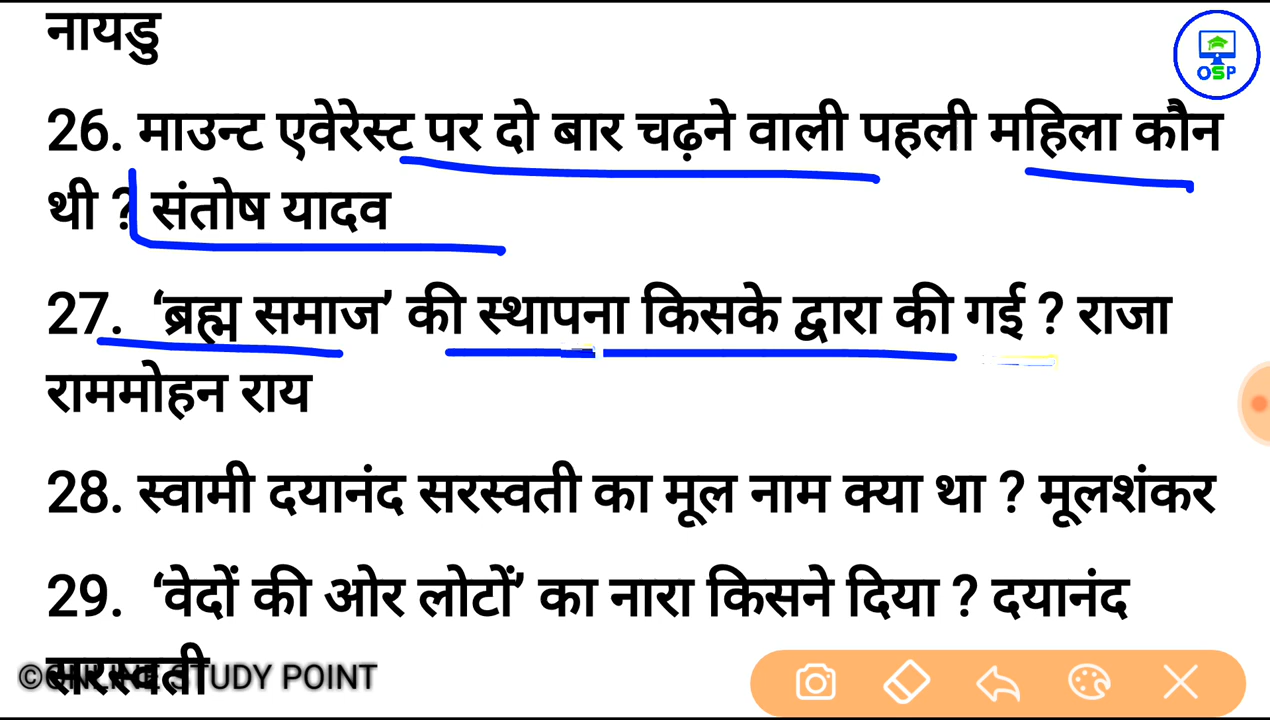 नायडु
OSP
26. माउन्ट एवेरेस्ट पर दो बार चढ़ने वाली पहली महिला कौन
थी ? संतोष यादव
27. ‘ब्रह्म समाज’ की स्थापना किसके द्वारा की गई ? राजा
राममोहन राय
28. स्वामी दयानंद सरस्वती का मूल नाम क्या था ? मूलशंकर
29. ‘वेदों की ओर लोटों’ का नारा किसने दिया ? दयानंद
सरस्वती
©ONLINE STUDY POINT